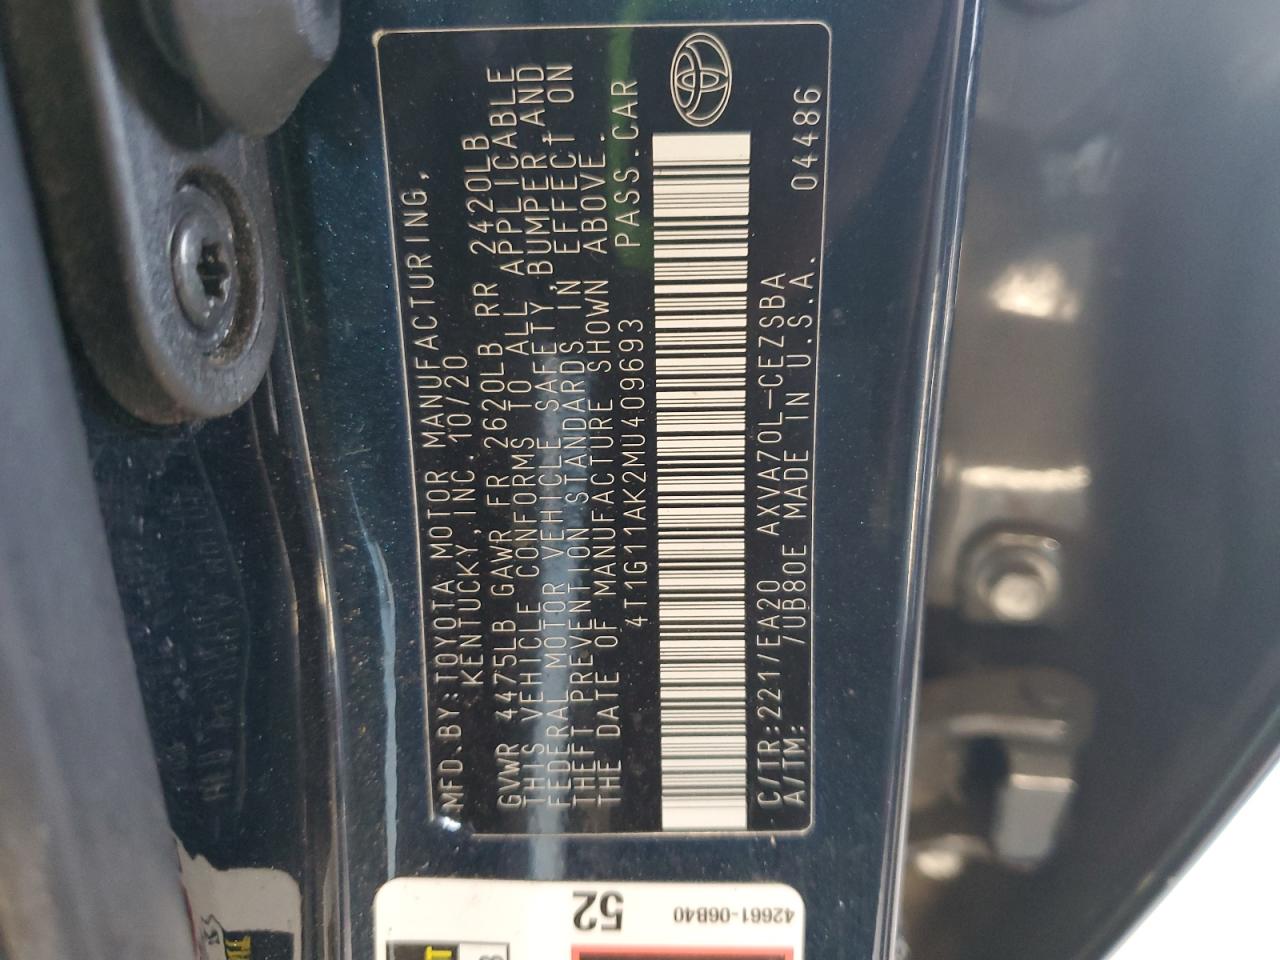 MFD.BY:TOYOTA MOTOR MANUFACTURING,
KENTUCKY,INC. 10/20
GVWR 4475LB GAWR FR 2620LB RR 2420LB
THIS VEHICLE CONFORMS TO ALL APPLICABLE
FEDERAL MOTOR VEHICLE SAFETY,BUMPER AND
THEFT PREVENTION STANDARDS IN EFFECT ON
THE DATE OF MANUFACTURE SHOWN ABOVE.
4T1G11AK2MU409693 PASS.CAR
C/TR:221/EA20 AXVA70L-CEZSBA 04486
A/TM: /UB80E MADE IN U.S.A.
52
42661-06B40